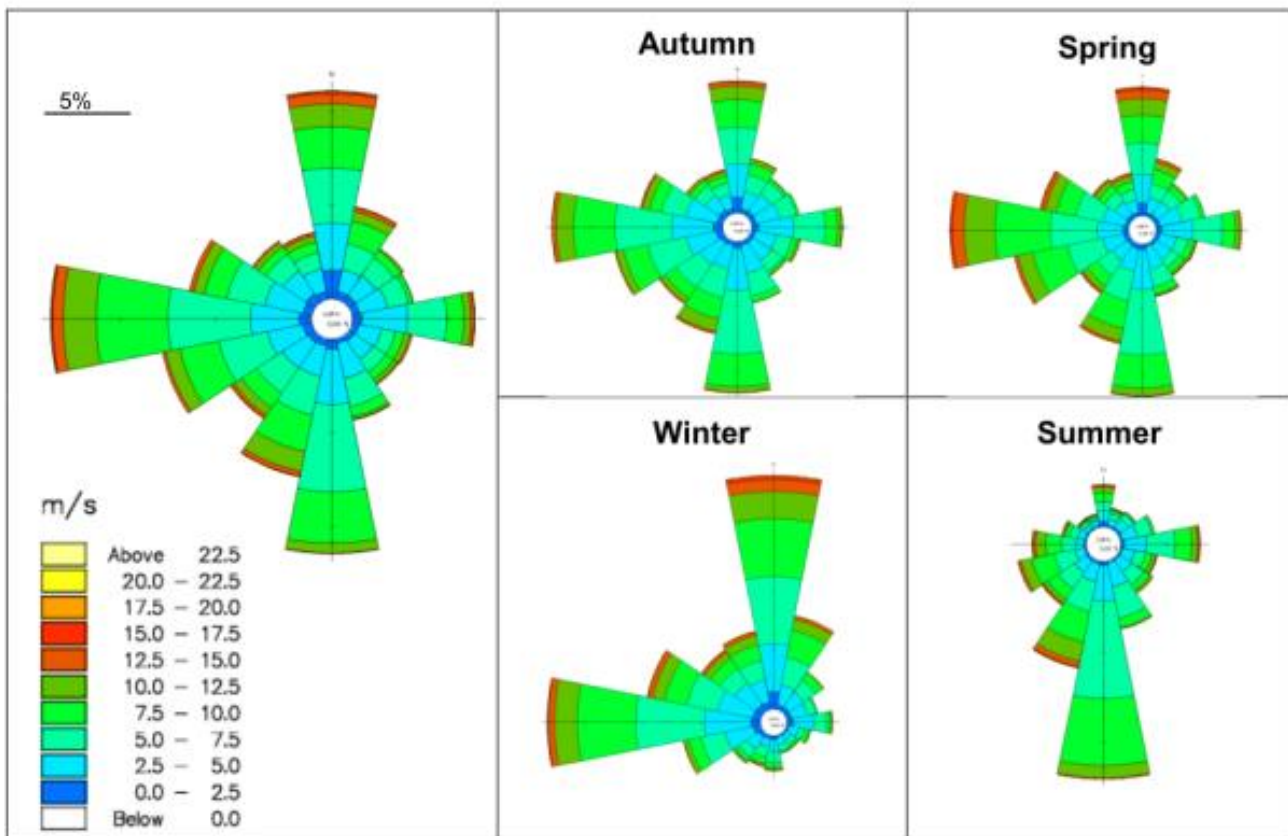 Autumn
Spring
5%
N
Winter
Summer
m/s
Above 22.5
20.0 – 22.5
17.5 – 20.0
15.0 – 17.5
12.5 – 15.0
10.0 – 12.5
7.5 – 10.0
5.0 – 7.5
2.5 – 5.0
0.0 – 2.5
Below 0.0